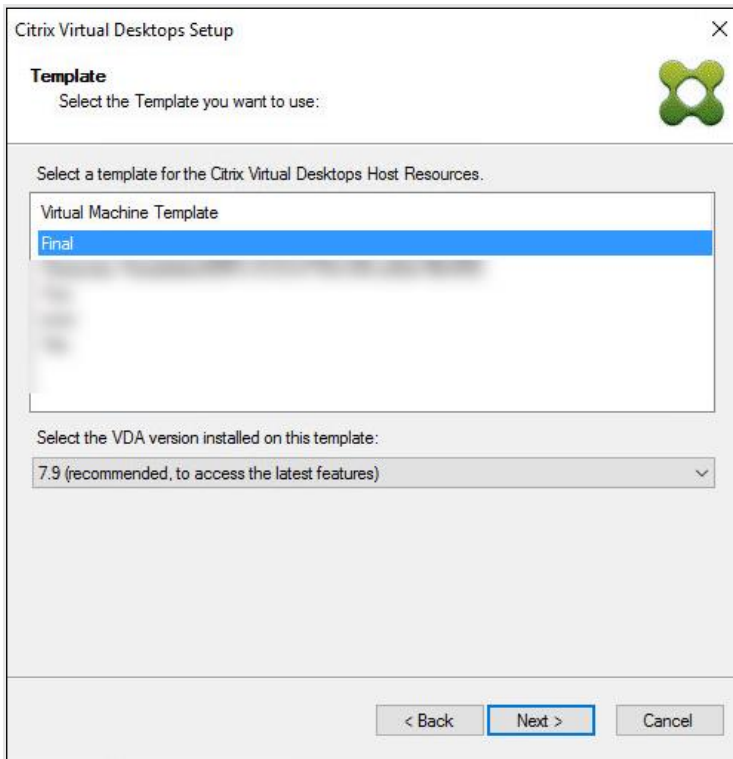 Citrix Virtual Desktops Setup
Template
Select the Template you want to use:
Select a template for the Citrix Virtual Desktops Host Resources.
Virtual Machine Template
Final
Select the VDA version installed on this template:
7.9 (recommended, to access the latest features)
< Back Next > Cancel